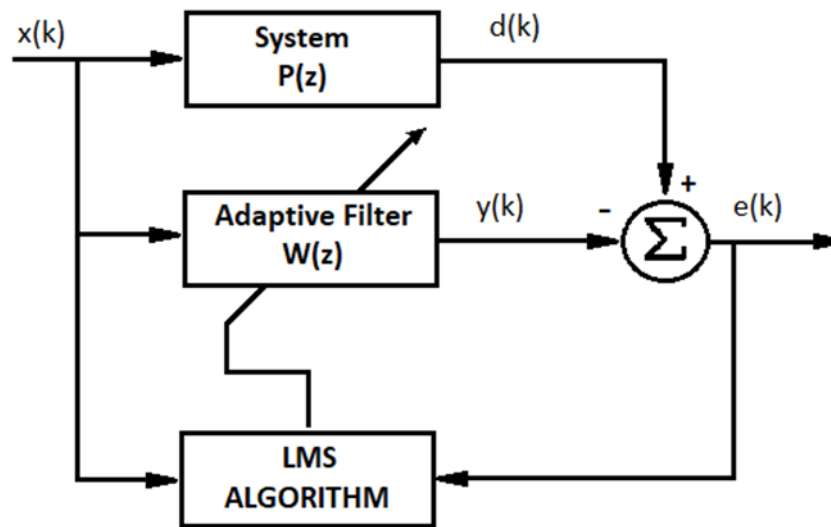 x(k)
System
P(z)
d(k)
+
Adaptive Filter
W(z)
y(k)
-
Σ
e(k)
LMS
ALGORITHM